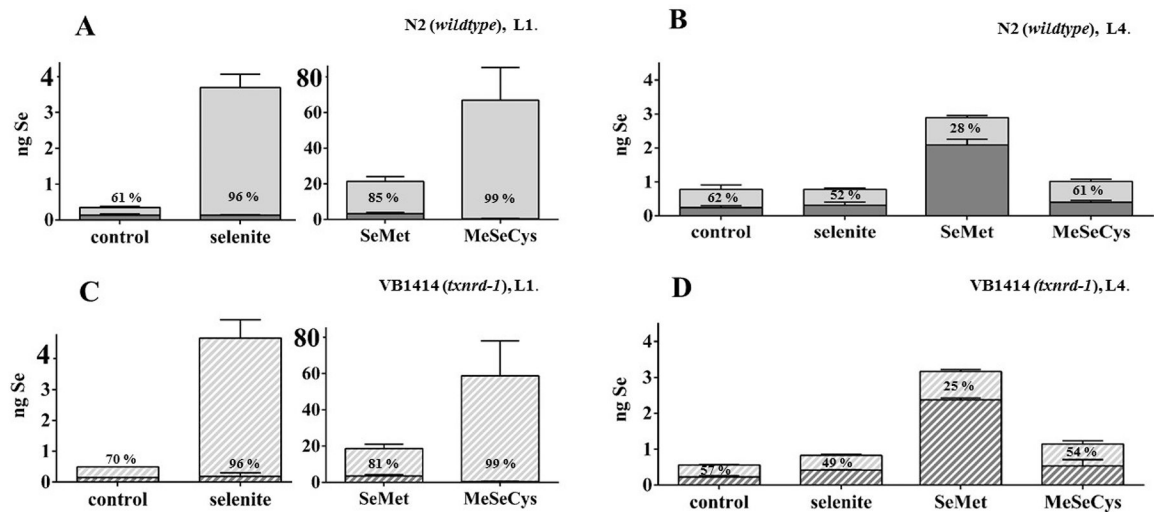 A
N2 (wildtype), L1.
ng Se
4
3
2
1
0
61 %
96 %
control
selenite
80
60
40
20
0
85 %
99 %
SeMet
MeSeCys
B
N2 (wildtype), L4.
ng Se
4
3
2
1
0
62 %
52 %
28 %
61 %
control
selenite
SeMet
MeSeCys
C
VB1414 (txnrd-1), L1.
ng Se
4
3
2
1
0
70 %
96 %
control
selenite
80
60
40
20
0
81 %
99 %
SeMet
MeSeCys
D
VB1414 (txnrd-1), L4.
ng Se
4
3
2
1
0
57 %
49 %
25 %
54 %
control
selenite
SeMet
MeSeCys